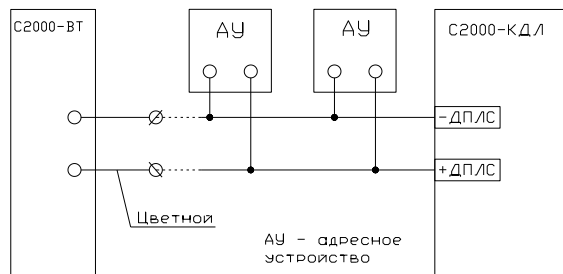 С2000-ВТ
АУ
АУ
С2000-КДЛ
-ДПЛС
+ДПЛС
Цветной
АУ - адресное
устройство